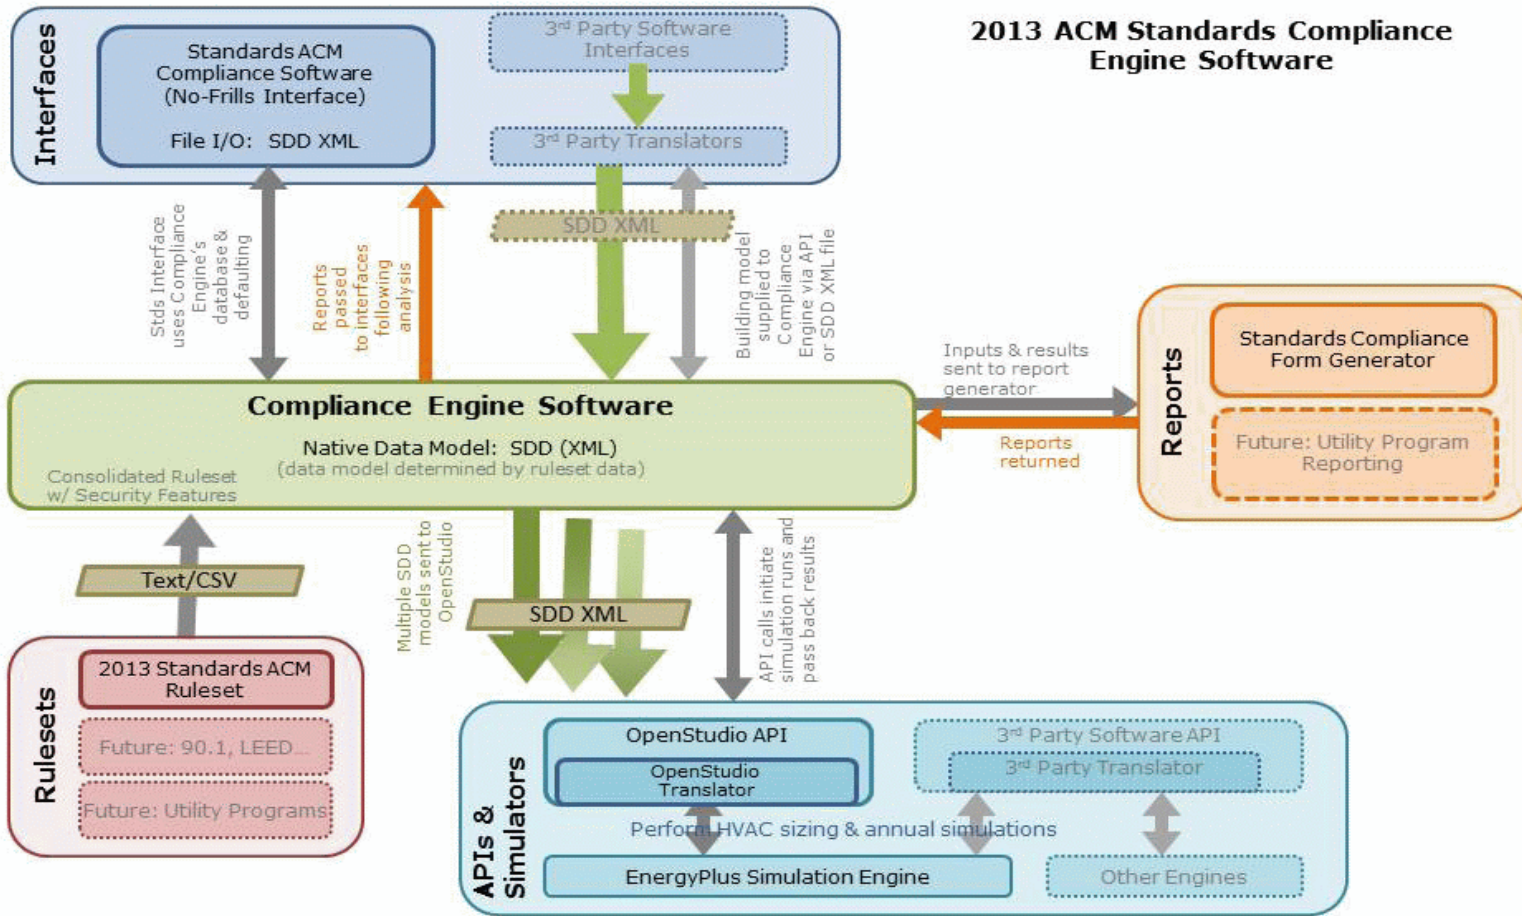 2013 ACM Standards Compliance
Engine Software
Interfaces
Standards ACM
Compliance Software
(No-Frills Interface)
File I/O: SDD XML
3rd Party Software
Interfaces
3rd Party Translators
Stds Interface
uses Compliance
Engine's
database &
defaulting
Reports
passed
to interfaces
following
analysis
SDD XML
Building model
supplied to
Compliance
Engine via API
or SDD XML file
Compliance Engine Software
Native Data Model: SDD (XML)
(data model determined by ruleset data)
Consolidated Ruleset
w/ Security Features
Inputs & results
sent to report
generator
Reports
returned
Reports
Standards Compliance
Form Generator
Future: Utility Program
Reporting
Text/CSV
Multiple SDD
models sent to
OpenStudio
SDD XML
API calls initiate
simulation runs and
pass back results
Rulesets
2013 Standards ACM
Ruleset
Future: 90.1, LEED...
Future: Utility Programs
APIs &
Simulators
OpenStudio API
OpenStudio
Translator
3rd Party Software API
3rd Party Translator
Perform HVAC sizing & annual simulations
EnergyPlus Simulation Engine
Other Engines